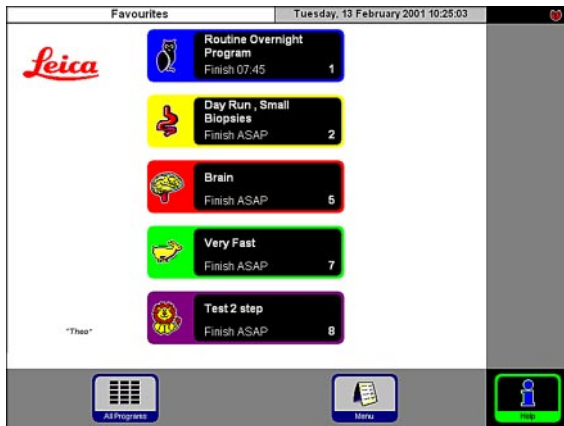 Favourites
Tuesday, 13 February 2001 10:25:03
Leica
Routine Overnight
Program
Finish 07:45 1
Day Run , Small
Biopsies
Finish ASAP 2
Brain
Finish ASAP 5
Very Fast
Finish ASAP 7
Test 2 step
Finish ASAP 8
"Theo"
All Programs
Menu
Help